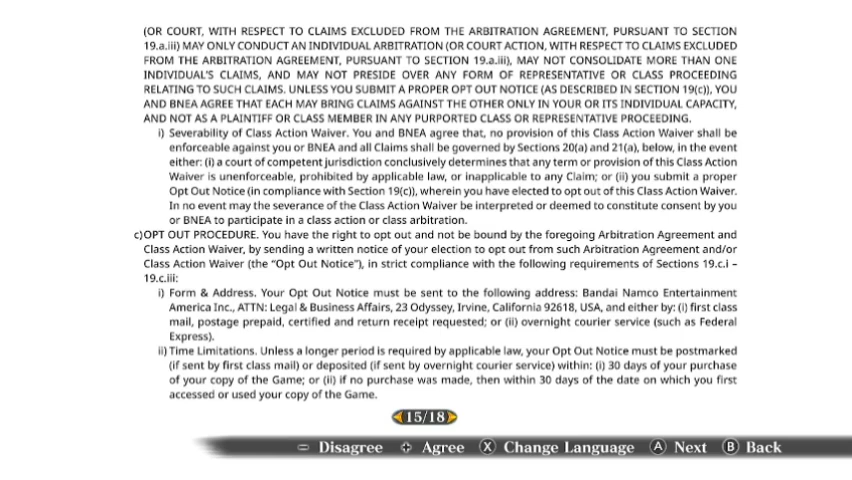 (OR COURT, WITH RESPECT TO CLAIMS EXCLUDED FROM THE ARBITRATION AGREEMENT, PURSUANT TO SECTION
19.a.iii) MAY ONLY CONDUCT AN INDIVIDUAL ARBITRATION (OR COURT ACTION, WITH RESPECT TO CLAIMS EXCLUDED
FROM THE ARBITRATION AGREEMENT, PURSUANT TO SECTION 19.a.iii), MAY NOT CONSOLIDATE MORE THAN ONE
INDIVIDUAL'S CLAIMS, AND MAY NOT PRESIDE OVER ANY FORM OF REPRESENTATIVE OR CLASS PROCEEDING
RELATING TO SUCH CLAIMS. UNLESS YOU SUBMIT A PROPER OPT OUT NOTICE (AS DESCRIBED IN SECTION 19(c)), YOU
AND BNEA AGREE THAT EACH MAY BRING CLAIMS AGAINST THE OTHER ONLY IN YOUR OR ITS INDIVIDUAL CAPACITY,
AND NOT AS A PLAINTIFF OR CLASS MEMBER IN ANY PURPORTED CLASS OR REPRESENTATIVE PROCEEDING.
i) Severability of Class Action Waiver. You and BNEA agree that, no provision of this Class Action Waiver shall be
enforceable against you or BNEA and all Claims shall be governed by Sections 20(a) and 21(a), below, in the event
either: (i) a court of competent jurisdiction conclusively determines that any term or provision of this Class Action
Waiver is unenforceable, prohibited by applicable law, or inapplicable to any Claim; or (ii) you submit a proper
Opt Out Notice (in compliance with Section 19(c)), wherein you have elected to opt out of this Class Action Waiver.
In no event may the severance of the Class Action Waiver be interpreted or deemed to constitute consent by you
or BNEA to participate in a class action or class arbitration.
c)OPT OUT PROCEDURE. You have the right to opt out and not be bound by the foregoing Arbitration Agreement and
Class Action Waiver, by sending a written notice of your election to opt out from such Arbitration Agreement and/or
Class Action Waiver (the “Opt Out Notice”), in strict compliance with the following requirements of Sections 19.c.i –
19.c.iii:
i) Form & Address. Your Opt Out Notice must be sent to the following address: Bandai Namco Entertainment
America Inc., ATTN: Legal & Business Affairs, 23 Odyssey, Irvine, California 92618, USA, and either by: (i) first class
mail, postage prepaid, certified and return receipt requested; or (ii) overnight courier service (such as Federal
Express).
ii) Time Limitations. Unless a longer period is required by applicable law, your Opt Out Notice must be postmarked
(if sent by first class mail) or deposited (if sent by overnight courier service) within: (i) 30 days of your purchase
of your copy of the Game; or (ii) if no purchase was made, then within 30 days of the date on which you first
accessed or used your copy of the Game.
15/18
Disagree Agree X Change Language A Next B Back